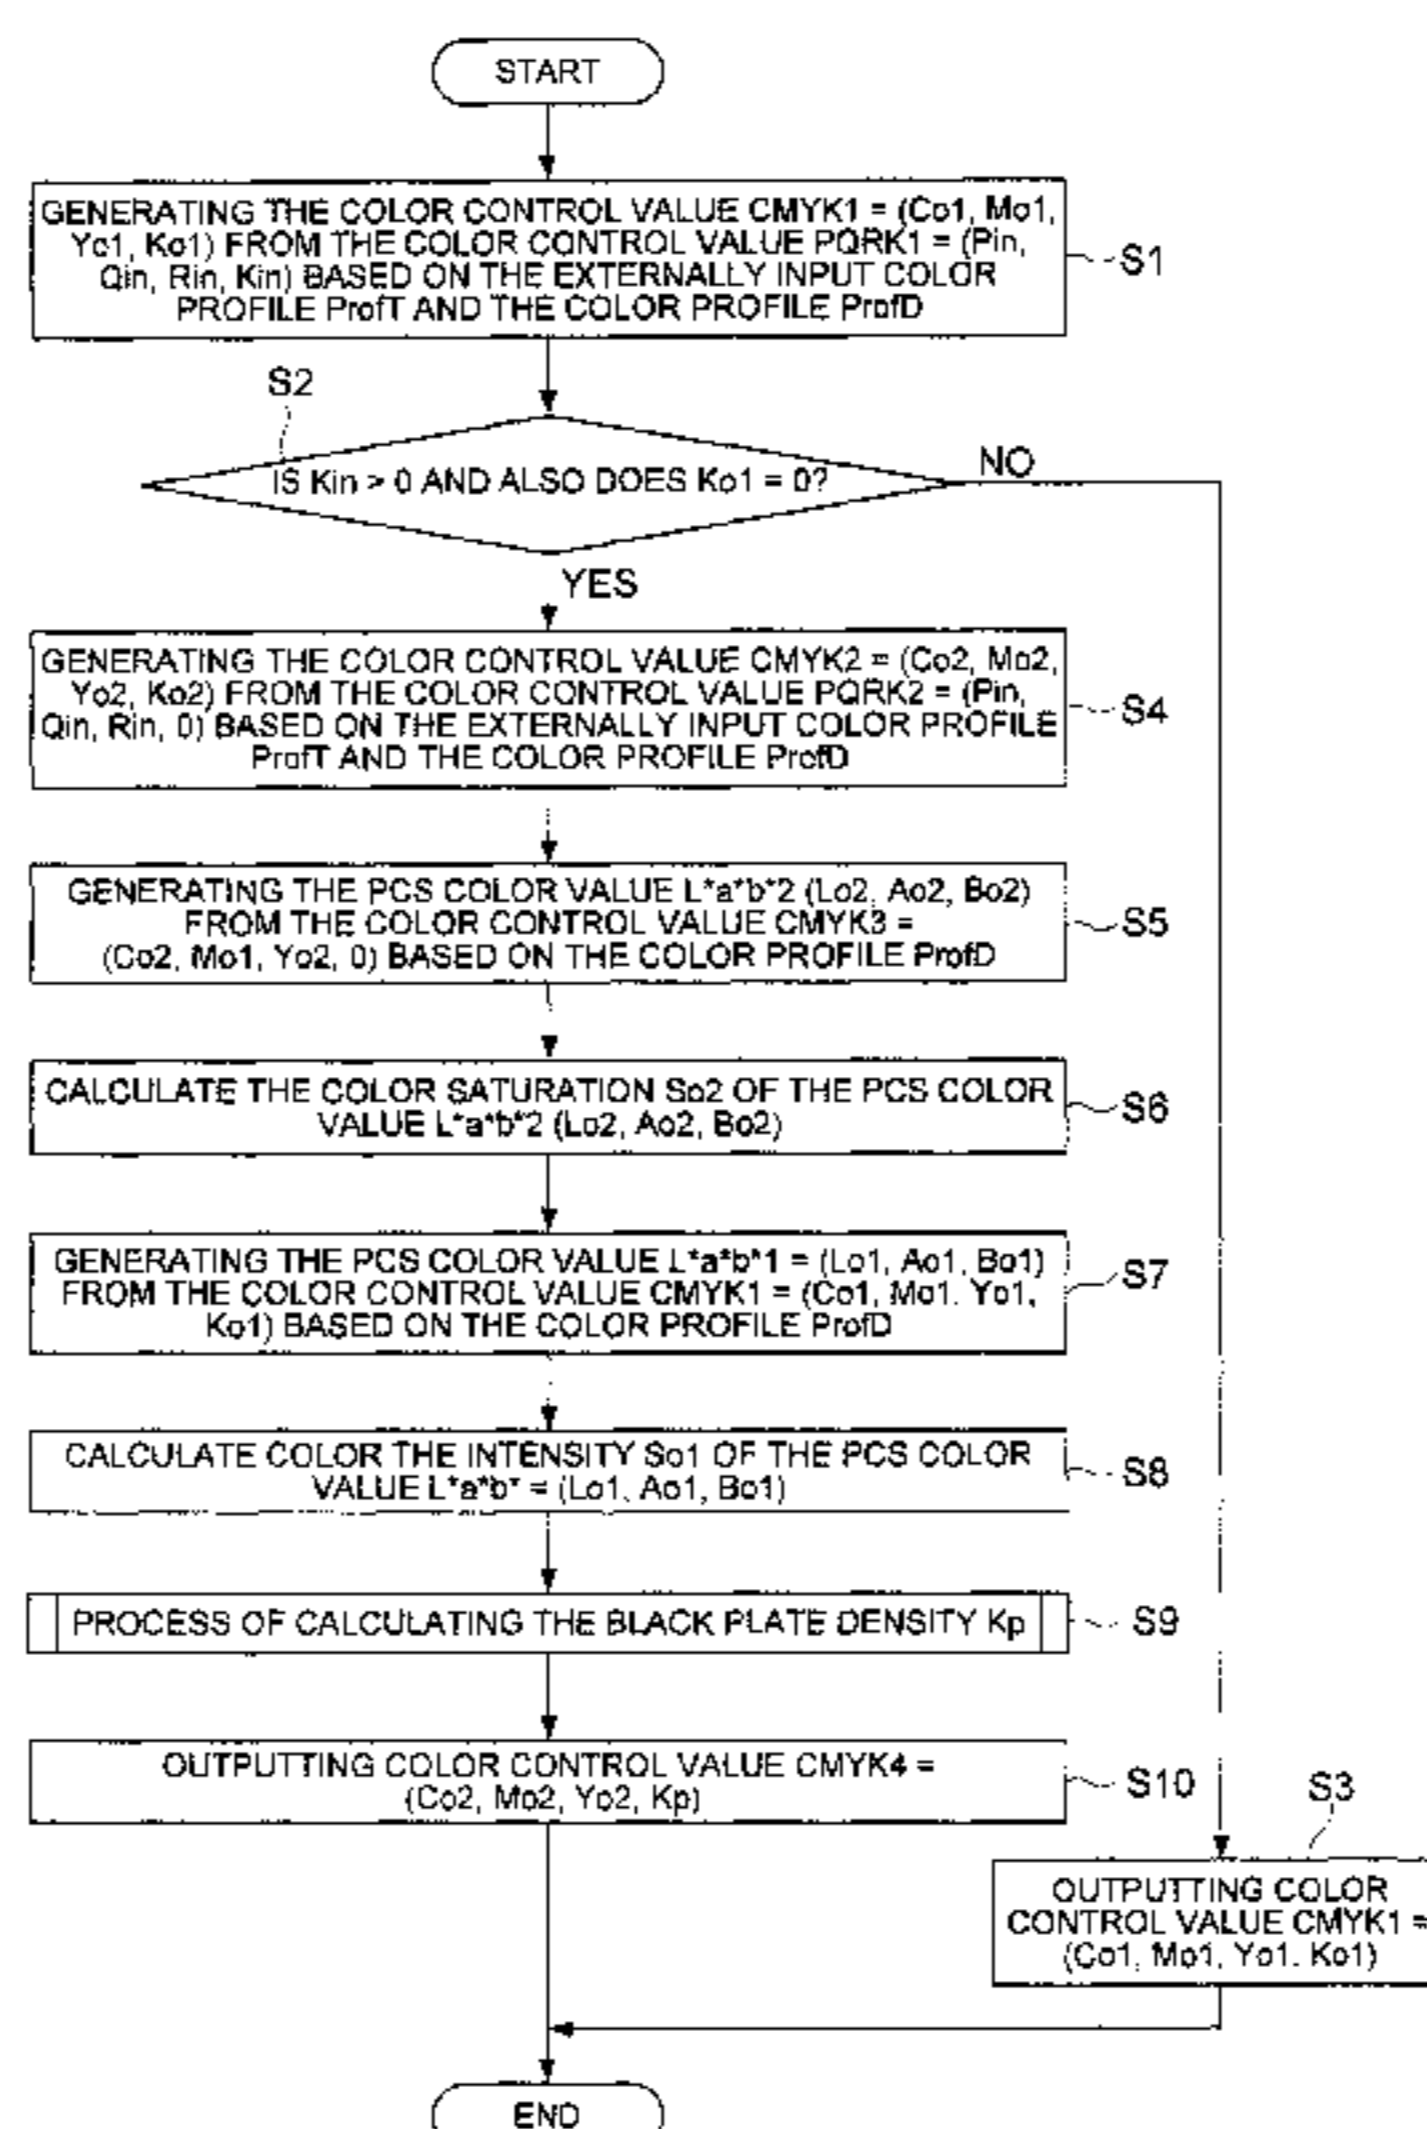 START
GENERATING THE COLOR CONTROL VALUE CMYK1 = (Co1, Mo1,
Yo1, Ko1) FROM THE COLOR CONTROL VALUE PQRK1 = (Pin,
Qin, Rin, Kin) BASED ON THE EXTERNALLY INPUT COLOR
PROFILE ProfT AND THE COLOR PROFILE ProfD
S1
S2
IS Kin > 0 AND ALSO DOES Ko1 = 0?
NO
YES
GENERATING THE COLOR CONTROL VALUE CMYK2 = (Co2, Mo2,
Yo2, Ko2) FROM THE COLOR CONTROL VALUE PQRK2 = (Pin,
Qin, Rin, 0) BASED ON THE EXTERNALLY INPUT COLOR PROFILE
ProfT AND THE COLOR PROFILE ProfD
S4
GENERATING THE PCS COLOR VALUE L*a*b*2 (Lo2, Ao2, Bo2)
FROM THE COLOR CONTROL VALUE CMYK3 =
(Co2, Mo1, Yo2, 0) BASED ON THE COLOR PROFILE ProfD
S5
CALCULATE THE COLOR SATURATION So2 OF THE PCS COLOR
VALUE L*a*b*2 (Lo2, Ao2, Bo2)
S6
GENERATING THE PCS COLOR VALUE L*a*b*1 = (Lo1, Ao1, Bo1)
FROM THE COLOR CONTROL VALUE CMYK1 = (Co1, Mo1. Yo1,
Ko1) BASED ON THE COLOR PROFILE ProfD
S7
CALCULATE COLOR THE INTENSITY So1 OF THE PCS COLOR
VALUE L*a*b* = (Lo1, Ao1, Bo1)
S8
PROCESS OF CALCULATING THE BLACK PLATE DENSITY Kp
S9
OUTPUTTING COLOR CONTROL VALUE CMYK4 =
(Co2, Mo2, Yo2, Kp)
S10
S3
OUTPUTTING COLOR
CONTROL VALUE CMYK1 =
(Co1, Mo1, Yo1. Ko1)
END